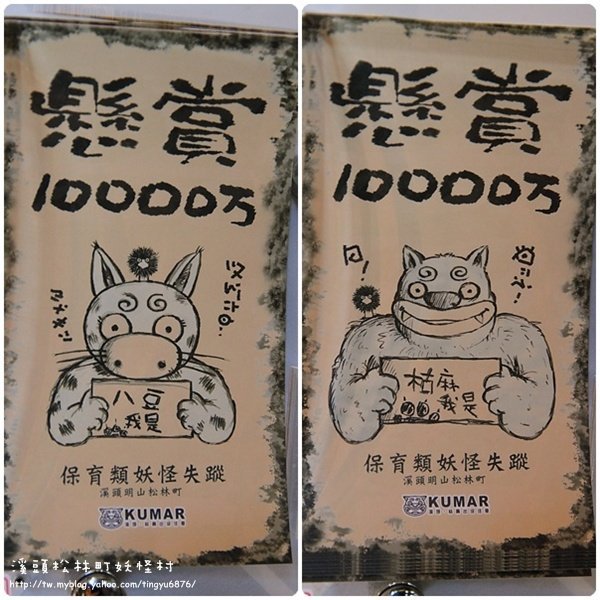 懸賞
10000万
八豆
我是
保育類妖怪失蹤
溪頭明山松林町
KUMAR
懸賞
10000万
枯麻
我是
保育類妖怪失蹤
溪頭明山松林町
KUMAR
溪頭松林町妖怪村
http://tw.myblog.yahoo.com/tingyu6876/